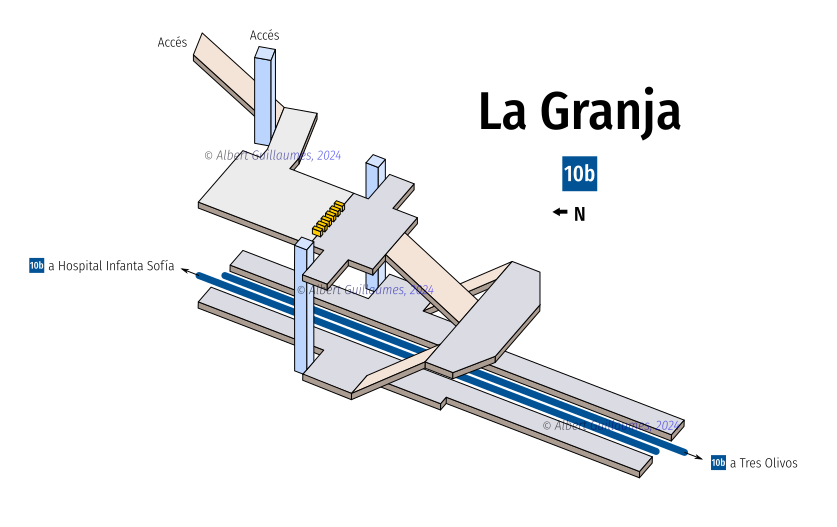 Accés
Accés
La Granja
© Albert Guillaumes, 2024
10b
N
10b a Hospital Infanta Sofía
© Albert Guillaumes, 2024
© Albert Guillaumes, 2024
10b a Tres Olivos